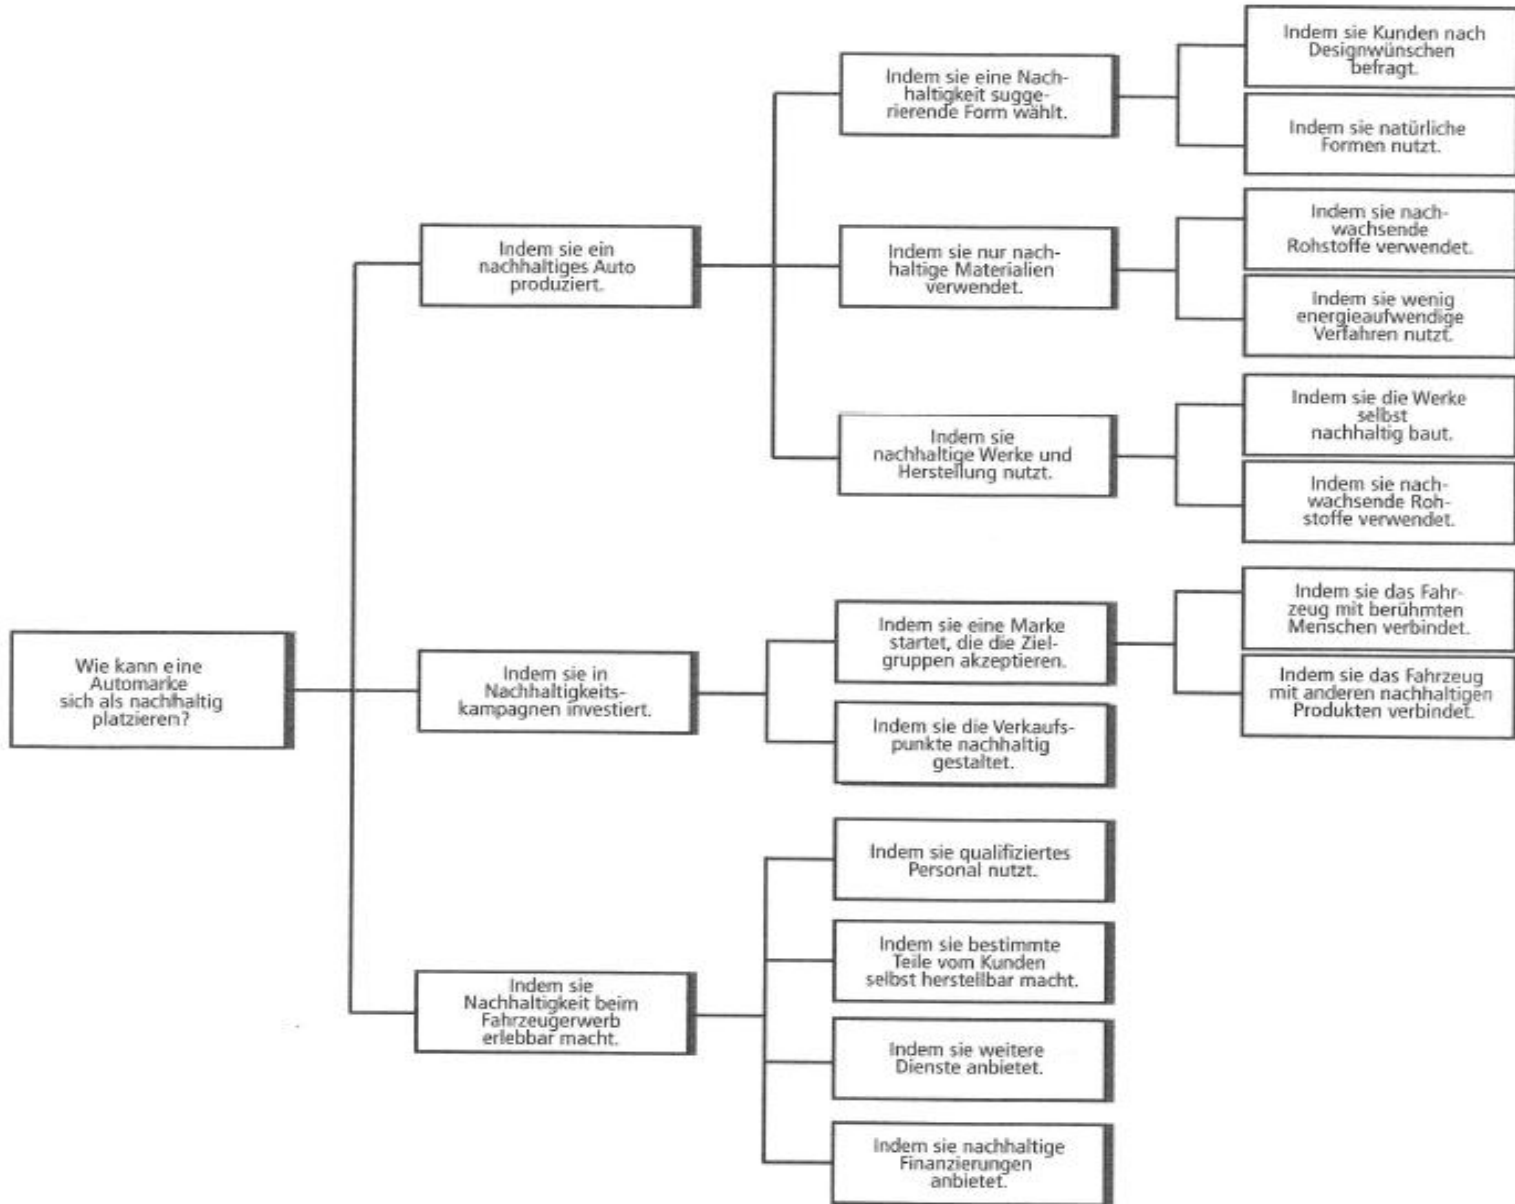 Wie kann eine
Automarke
sich als nachhaltig
platzieren?
Indem sie ein
nachhaltiges Auto
produziert.
Indem sie eine Nach-
haltigkeit sugge-
rierende Form wählt.
Indem sie Kunden nach
Designwünschen
befragt.
Indem sie natürliche
Formen nutzt.
Indem sie nur nach-
haltige Materialien
verwendet.
Indem sie nach-
wachsende
Rohstoffe verwendet.
Indem sie wenig
energieaufwendige
Verfahren nutzt.
Indem sie
nachhaltige Werke und
Herstellung nutzt.
Indem sie die Werke
selbst
nachhaltig baut.
Indem sie nach-
wachsende Roh-
stoffe verwendet.
Indem sie in
Nachhaltigkeits-
kampagnen investiert.
Indem sie eine Marke
startet, die die Ziel-
gruppen akzeptieren.
Indem sie das Fahr-
zeug mit berühmten
Menschen verbindet.
Indem sie das Fahrzeug
mit anderen nachhaltigen
Produkten verbindet.
Indem sie die Verkaufs-
punkte nachhaltig
gestaltet.
Indem sie
Nachhaltigkeit beim
Fahrzeugerwerb
erlebbar macht.
Indem sie qualifiziertes
Personal nutzt.
Indem sie bestimmte
Teile vom Kunden
selbst herstellbar macht.
Indem sie weitere
Dienste anbietet.
Indem sie nachhaltige
Finanzierungen
anbietet.